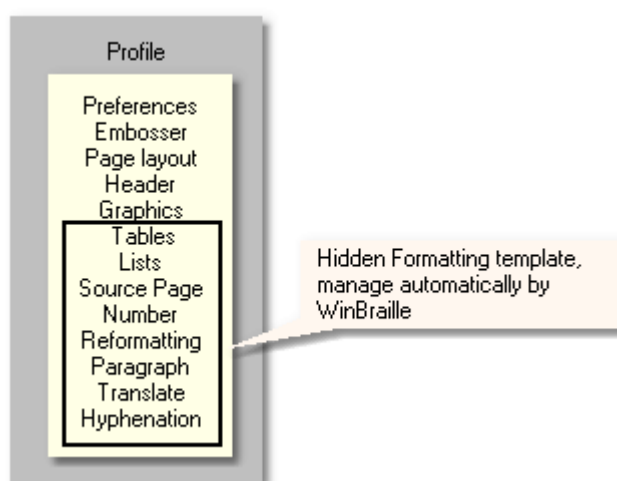 Profile
Preferences
Embosser
Page layout
Header
Graphics
Tables
Lists
Source Page
Number
Reformatting
Paragraph
Translate
Hyphenation
Hidden Formatting template,
manage automatically by
WinBraille